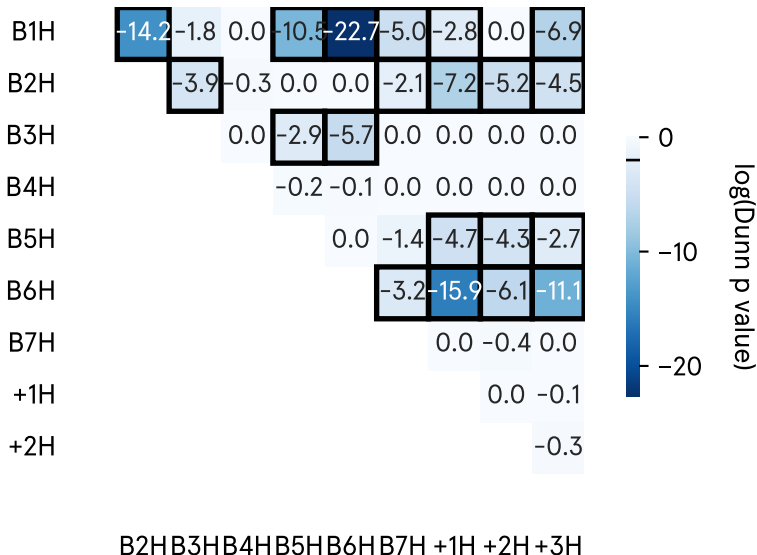 B1H -14.2 -1.8 0.0 -10.5 -22.7 -5.0 -2.8 0.0 -6.9
B2H -3.9 -0.3 0.0 0.0 -2.1 -7.2 -5.2 -4.5
B3H 0.0 -2.9 -5.7 0.0 0.0 0.0 0.0
B4H -0.2 -0.1 0.0 0.0 0.0 0.0
B5H 0.0 -1.4 -4.7 -4.3 -2.7
B6H -3.2 -15.9 -6.1 -11.1
B7H 0.0 -0.4 0.0
+1H 0.0 -0.1
+2H -0.3
B2H B3H B4H B5H B6H B7H +1H +2H +3H
0
-10
-20
log(Dunn p value)